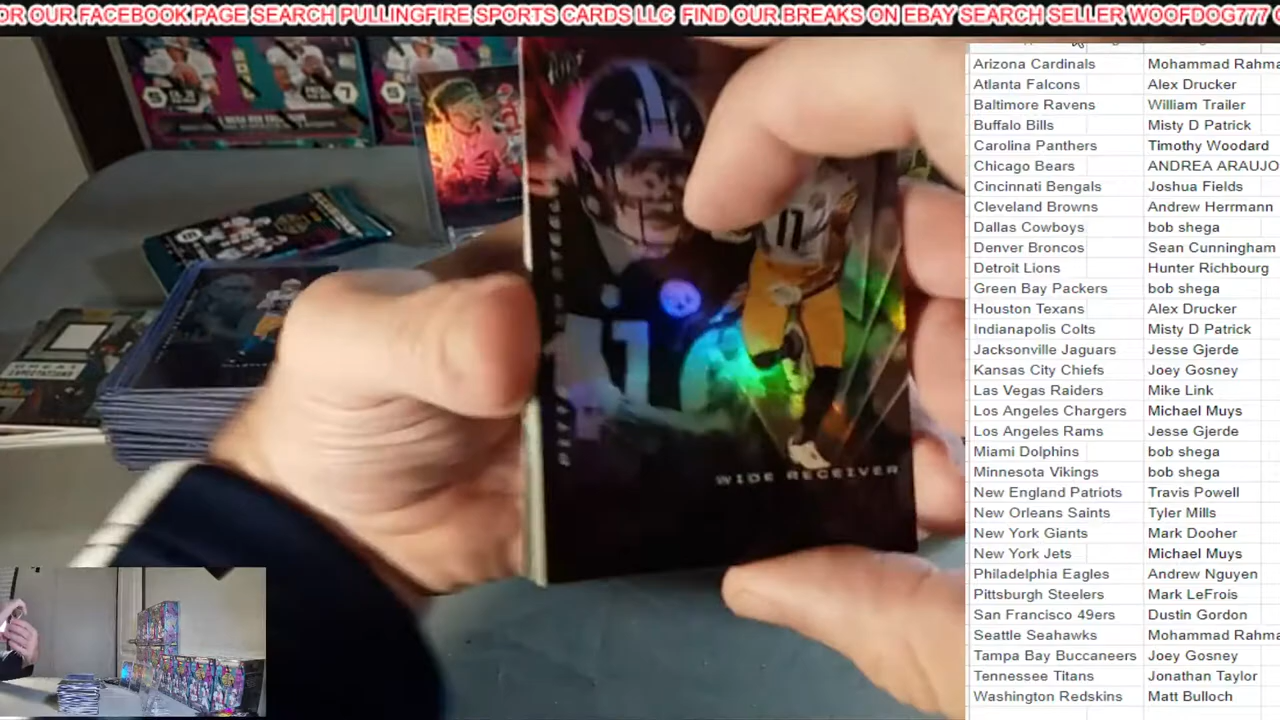 OR OUR FACEBOOK PAGE SEARCH PULLINGFIRE SPORTS CARDS LLC FIND OUR BREAKS ON EBAY SEARCH SELLER WOOFDOG777
Arizona Cardinals Mohammad Rahma
Atlanta Falcons Alex Drucker
Baltimore Ravens William Trailer
Buffalo Bills Misty D Patrick
Carolina Panthers Timothy Woodard
Chicago Bears ANDREA ARAUJO
Cincinnati Bengals Joshua Fields
Cleveland Browns Andrew Herrmann
Dallas Cowboys bob shega
Denver Broncos Sean Cunningham
Detroit Lions Hunter Richbourg
Green Bay Packers bob shega
Houston Texans Alex Drucker
Indianapolis Colts Misty D Patrick
Jacksonville Jaguars Jesse Gjerde
Kansas City Chiefs Joey Gosney
Las Vegas Raiders Mike Link
Los Angeles Chargers Michael Muys
Los Angeles Rams Jesse Gjerde
Miami Dolphins bob shega
Minnesota Vikings bob shega
New England Patriots Travis Powell
New Orleans Saints Tyler Mills
New York Giants Mark Dooher
New York Jets Michael Muys
Philadelphia Eagles Andrew Nguyen
Pittsburgh Steelers Mark LeFrois
San Francisco 49ers Dustin Gordon
Seattle Seahawks Mohammad Rahma
Tampa Bay Buccaneers Joey Gosney
Tennessee Titans Jonathan Taylor
Washington Redskins Matt Bulloch
11
WIDE RECEIVER